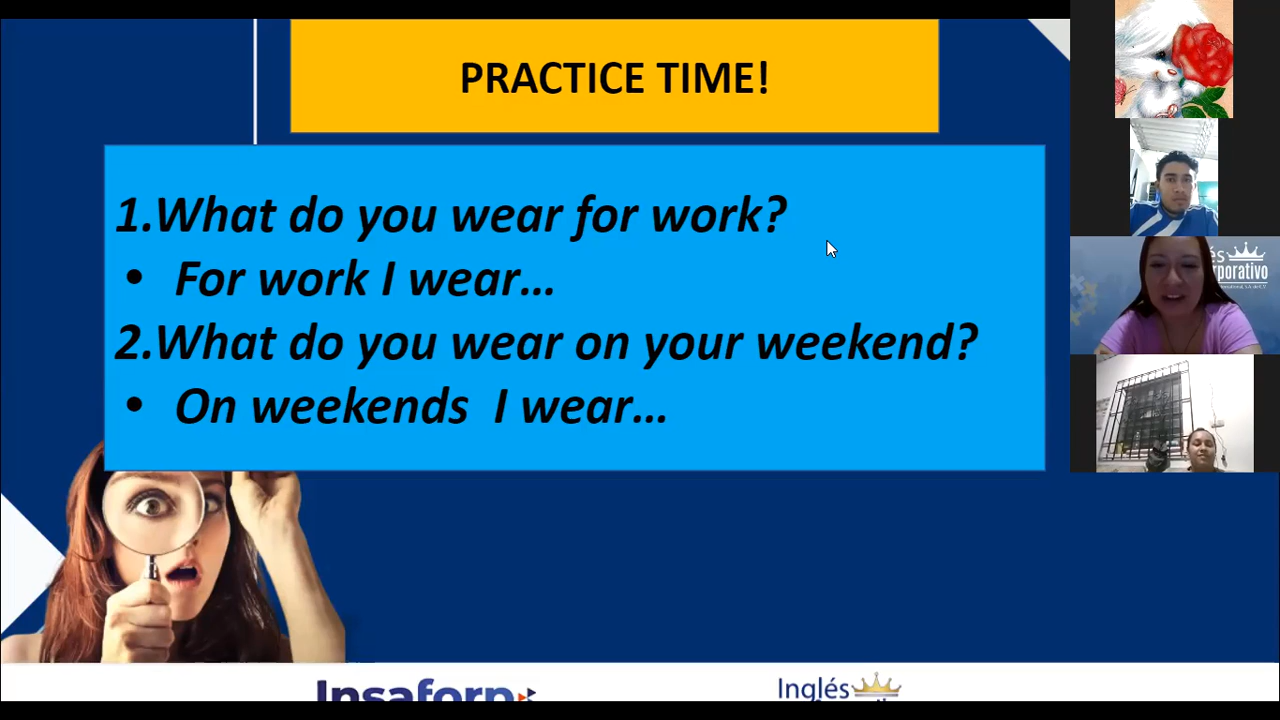 PRACTICE TIME!
1.What do you wear for work?
• For work I wear...
2.What do you wear on your weekend?
• On weekends I wear...
Insaforp
Inglés